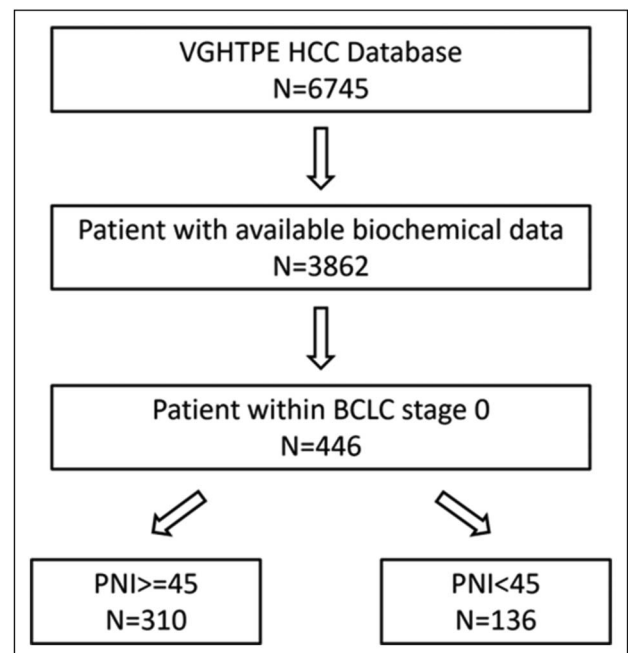 VGHTPE HCC Database
N=6745
Patient with available biochemical data
N=3862
Patient within BCLC stage 0
N=446
PNI>=45
N=310
PNI<45
N=136